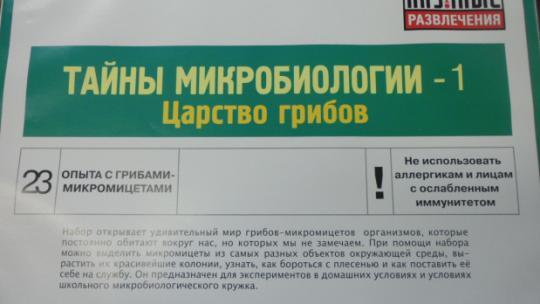 РАЗВЛЕЧЕНИЯ
ТАЙНЫ МИКРОБИОЛОГИИ - 1
Царство грибов
23 ОПЫТА С ГРИБАМИ-
МИКРОМИЦЕТАМИ
! Не использовать
аллергикам и лицам
с ослабленным
иммунитетом
Набор открывает удивительный мир грибов-микромицетов организмов, которые
постоянно обитают вокруг нас, но которых мы не замечаем. При помощи набора
можно выделить микромицеты из самых разных объектов окружающей среды, вы-
растить их красивейшие колонии, узнать, как бороться с плесенью и как поставить её
себе на службу. Он предназначен для экспериментов в домашних условиях и условиях
школьного микробиологического кружка.